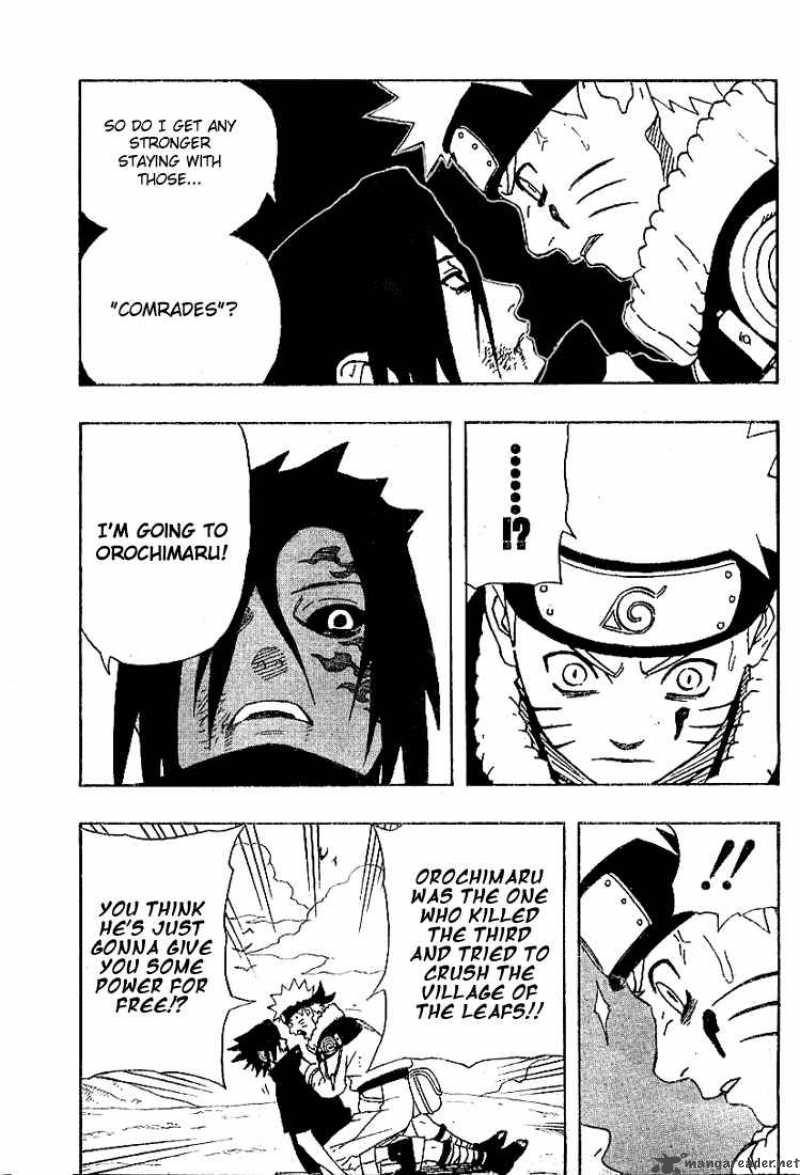 SO DO I GET ANY
STRONGER
STAYING WITH
THOSE...
"COMRADES"?
......!?
I'M GOING TO
OROCHIMARU!
!!
OROCHIMARU
WAS THE ONE
WHO KILLED
THE THIRD
AND TRIED TO
CRUSH THE
VILLAGE OF
THE LEAFS!!
YOU THINK
HE'S JUST
GONNA GIVE
YOU SOME
POWER FOR
FREE!?
mangareader.net